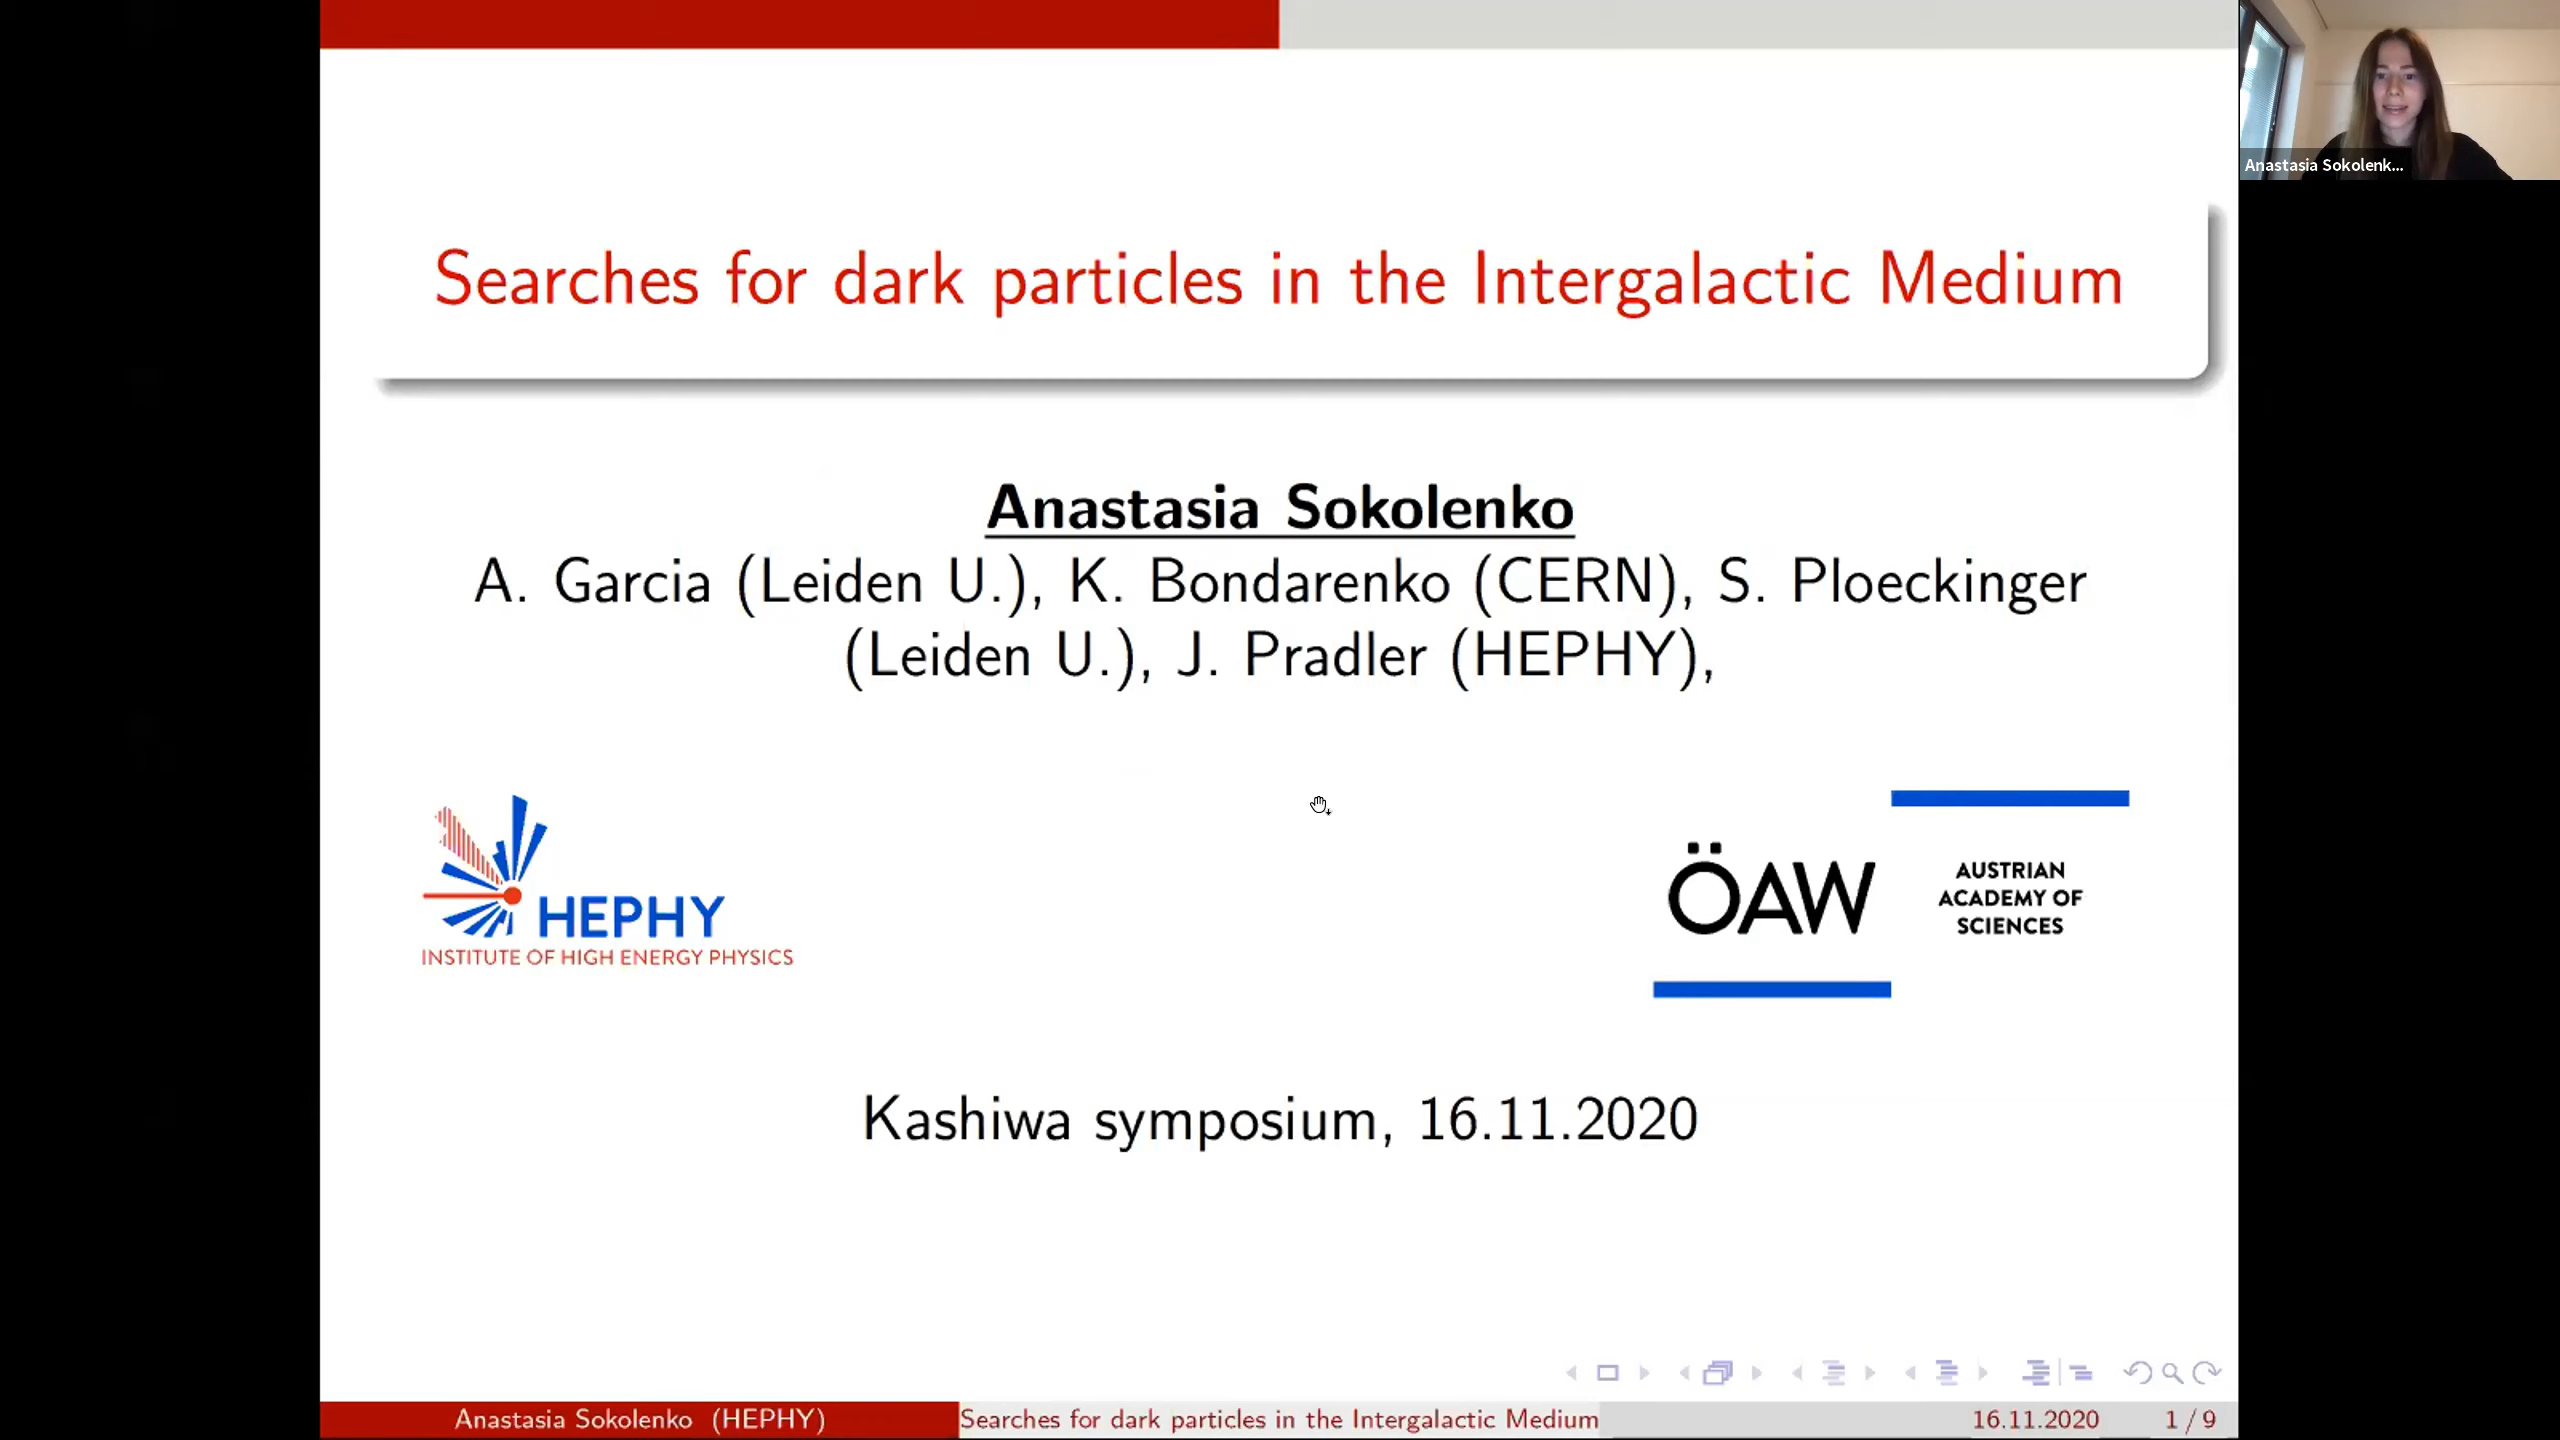 Anastasia Sokolenk...
Searches for dark particles in the Intergalactic Medium
Anastasia Sokolenko
A. Garcia (Leiden U.), K. Bondarenko (CERN), S. Ploeckinger
(Leiden U.), J. Pradler (HEPHY),
HEPHY
INSTITUTE OF HIGH ENERGY PHYSICS
ÖAW
AUSTRIAN
ACADEMY OF
SCIENCES
Kashiwa symposium, 16.11.2020
Anastasia Sokolenko (HEPHY)
Searches for dark particles in the Intergalactic Medium
16.11.2020
1 / 9